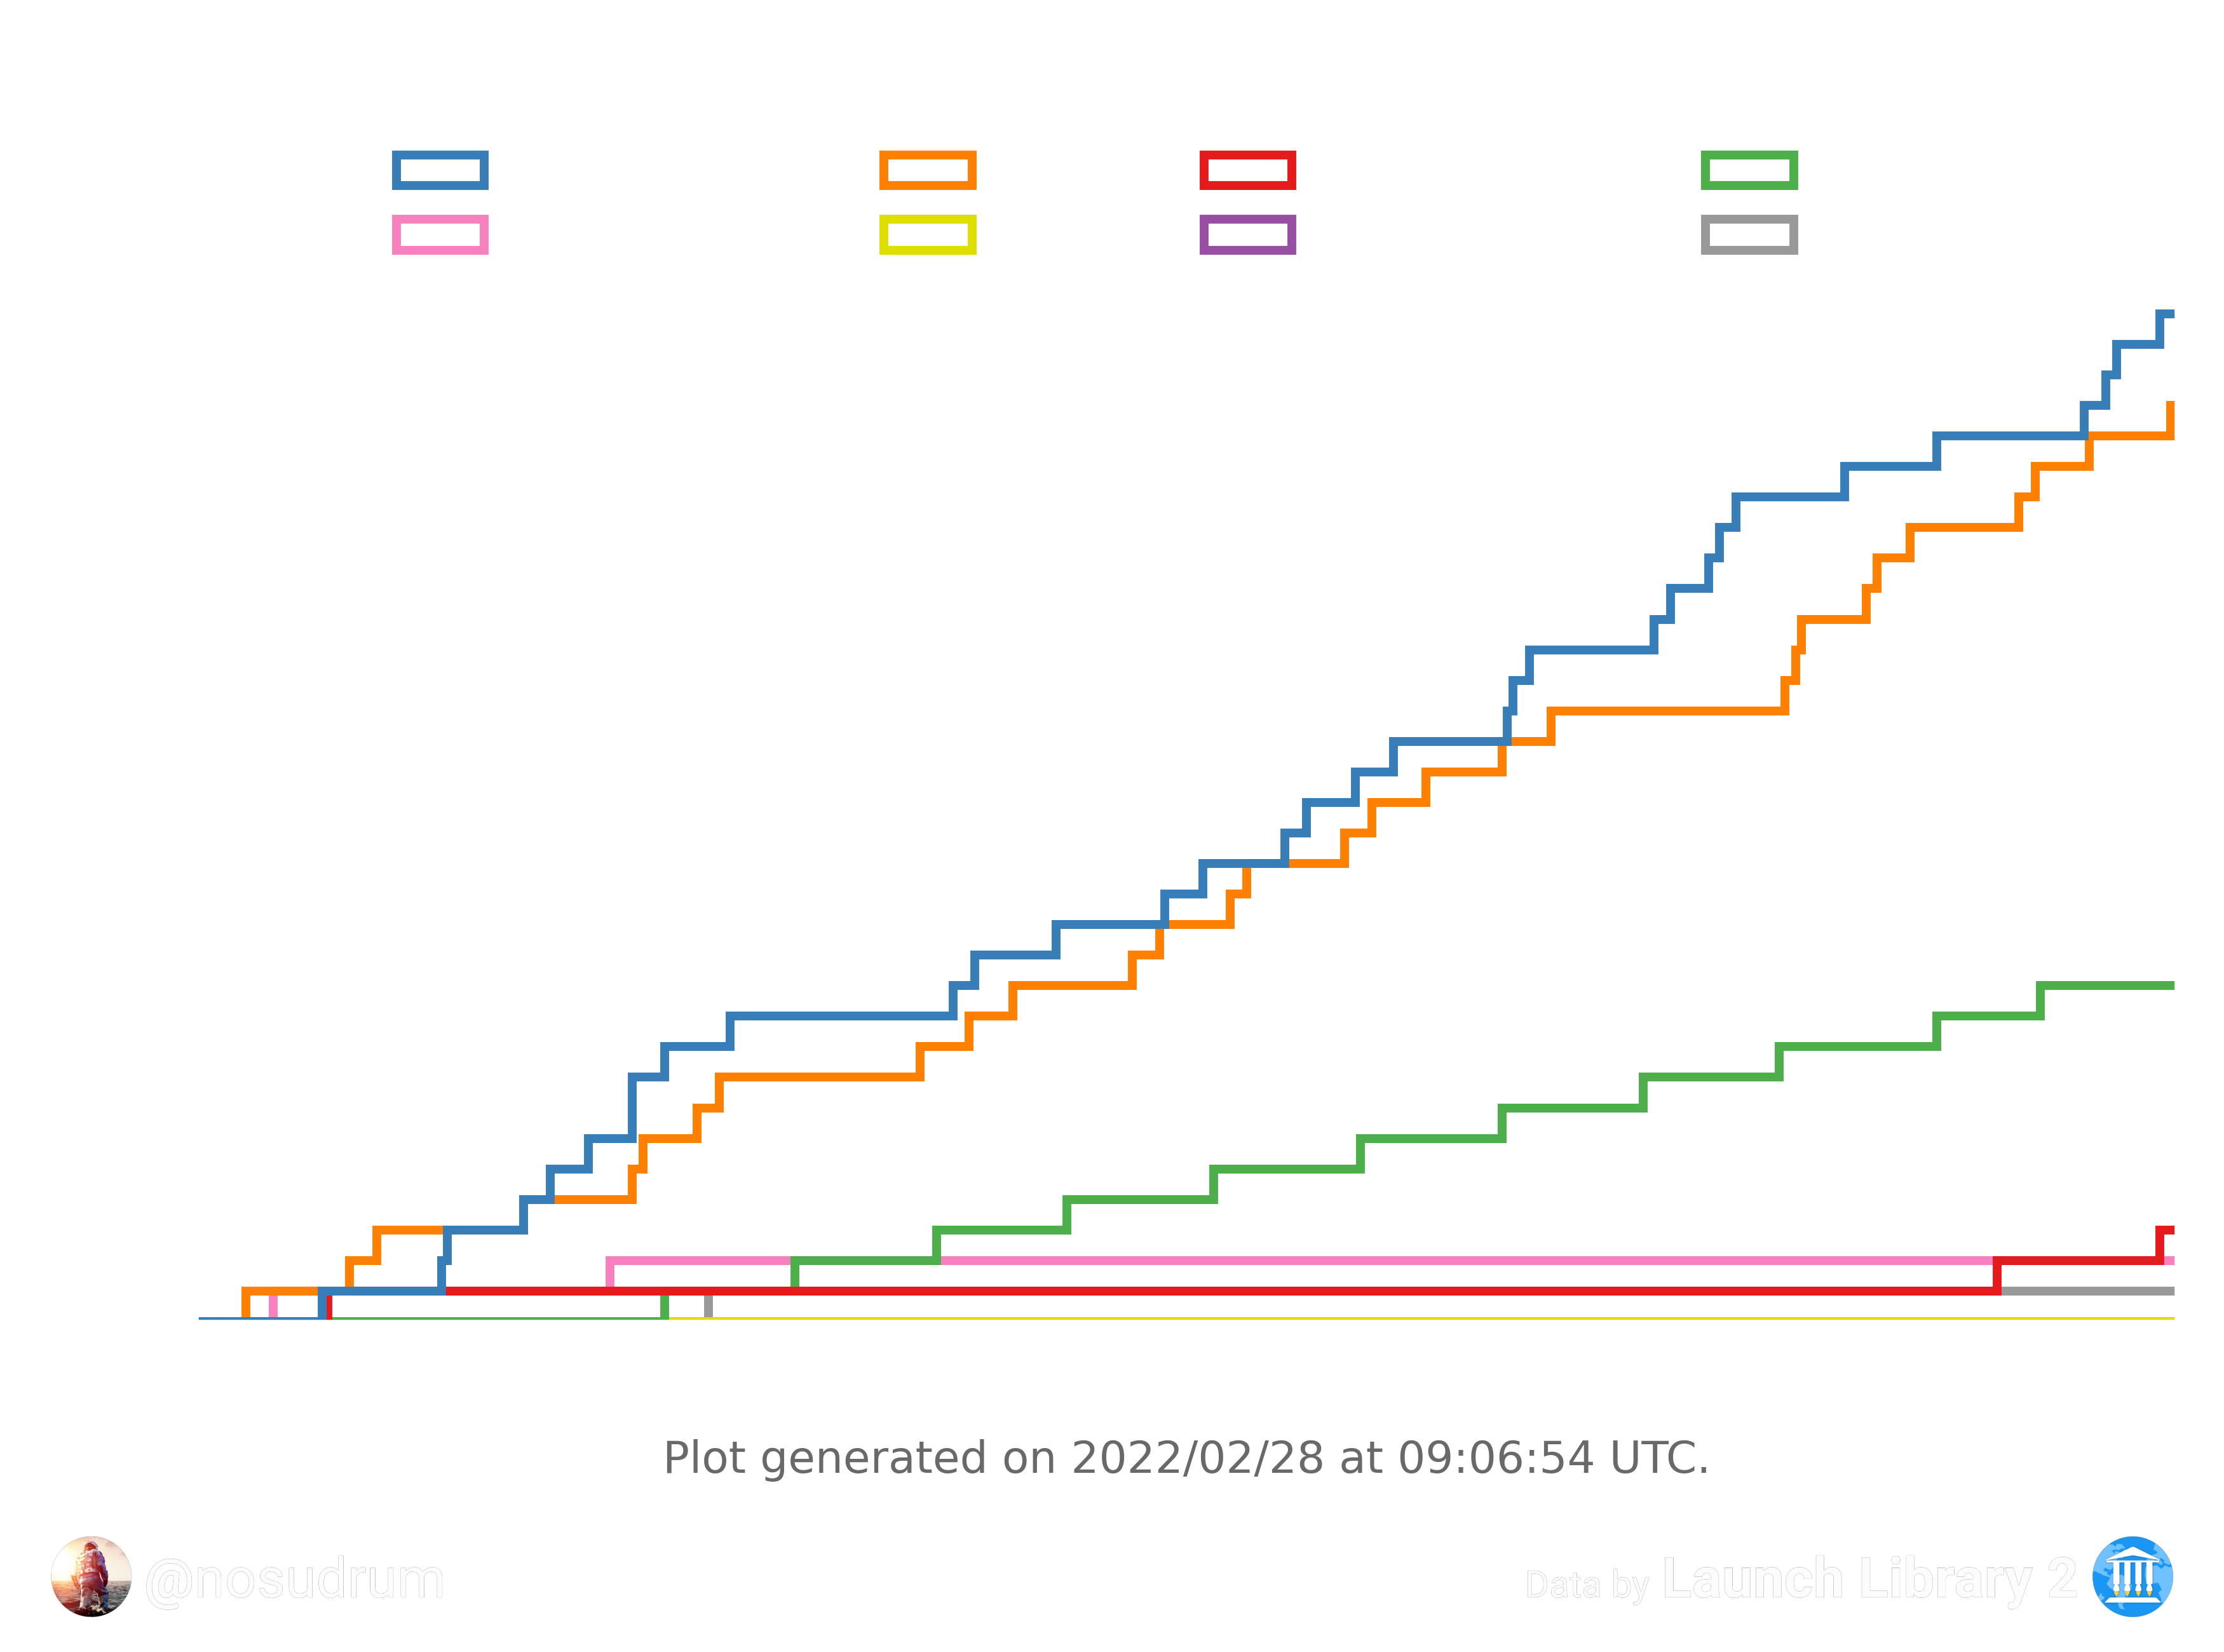 Plot generated on 2022/02/28 at 09:06:54 UTC.
@nosudrum
Data by Launch Library 2